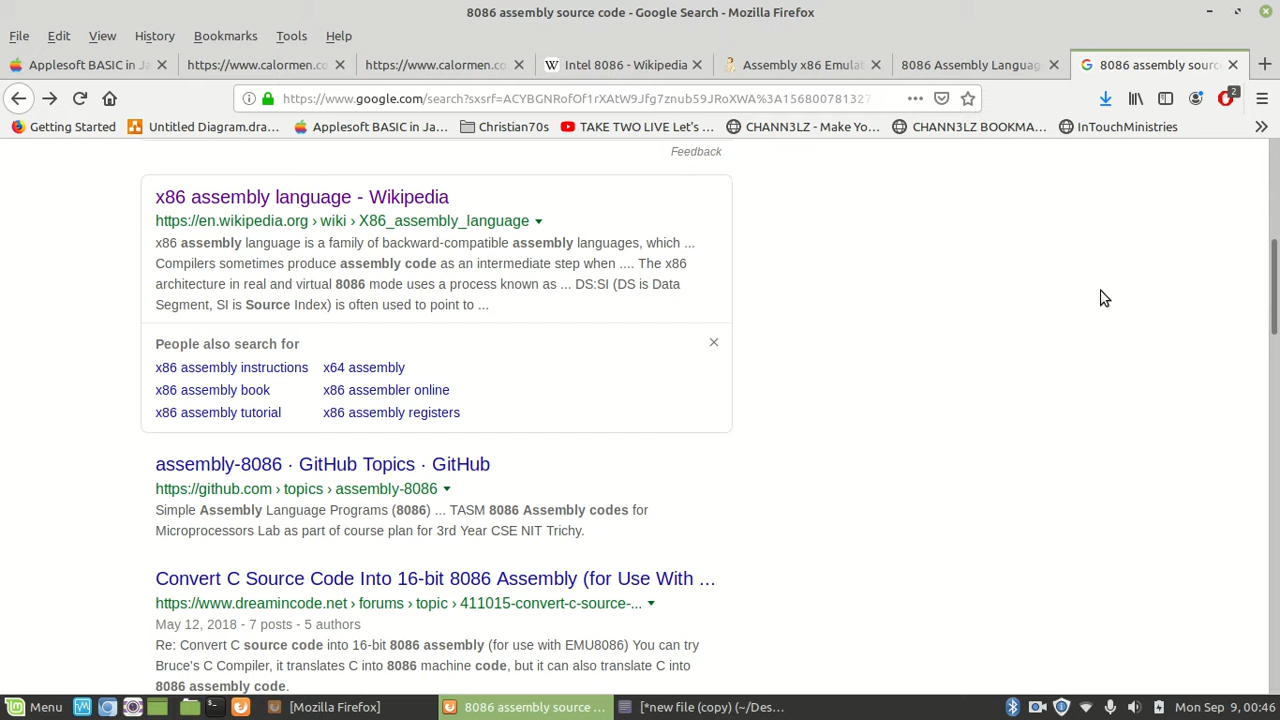 8086 assembly source code - Google Search - Mozilla Firefox
File Edit View History Bookmarks Tools Help
Applesoft BASIC in Ja https://www.calormen.co https://www.calormen.co W Intel 8086 - Wikipedia Assembly x86 Emulat 8086 Assembly Languag G 8086 assembly sourc
https://www.google.com/search?sxsrf=ACYBGNRofOf1rXAtW9Jfg7znub59JRoXWA%3A156800781327 2
Getting Started Untitled Diagram.dra... Applesoft BASIC in Ja... Christian70s TAKE TWO LIVE Let's ... CHANN3LZ - Make Yo... CHANN3LZ BOOKMA... InTouchMinistries
Feedback
x86 assembly language - Wikipedia
https://en.wikipedia.org › wiki › X86_assembly_language
x86 assembly language is a family of backward-compatible assembly languages, which ...
Compilers sometimes produce assembly code as an intermediate step when .... The x86
architecture in real and virtual 8086 mode uses a process known as ... DS:SI (DS is Data
Segment, SI is Source Index) is often used to point to ...
People also search for
x86 assembly instructions x64 assembly
x86 assembly book x86 assembler online
x86 assembly tutorial x86 assembly registers
assembly-8086 · GitHub Topics · GitHub
https://github.com › topics › assembly-8086
Simple Assembly Language Programs (8086) ... TASM 8086 Assembly codes for
Microprocessors Lab as part of course plan for 3rd Year CSE NIT Trichy.
Convert C Source Code Into 16-bit 8086 Assembly (for Use With ...
https://www.dreamincode.net › forums › topic › 411015-convert-c-source-...
May 12, 2018 - 7 posts - 5 authors
Re: Convert C source code into 16-bit 8086 assembly (for use with EMU8086) You can try
Bruce's C Compiler, it translates C into 8086 machine code, but it can also translate C into
8086 assembly code.
Menu [Mozilla Firefox] 8086 assembly source ... [*new file (copy) (~/Des... Mon Sep 9, 00:46